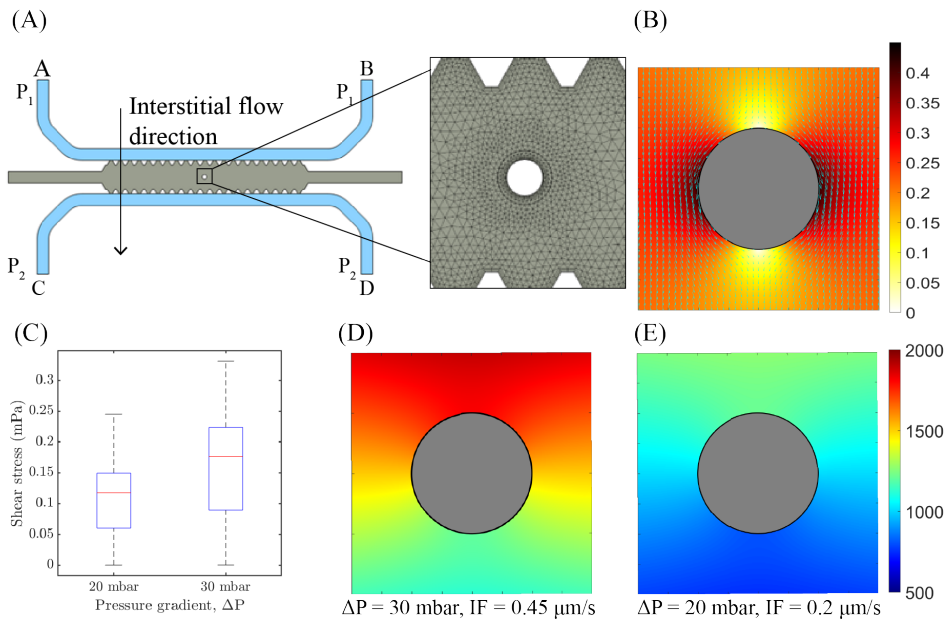 (A)
A
B
P1
P1
Interstitial flow
direction
P2
P2
C
D
(B)
0.4
0.35
0.3
0.25
0.2
0.15
0.1
0.05
0
(C)
0.3
0.25
0.2
0.15
0.1
0.05
0
Shear stress (mPa)
20 mbar
30 mbar
Pressure gradient, ΔP
(D)
ΔP = 30 mbar, IF = 0.45 μm/s
(E)
2000
1500
1000
500
ΔP = 20 mbar, IF = 0.2 μm/s